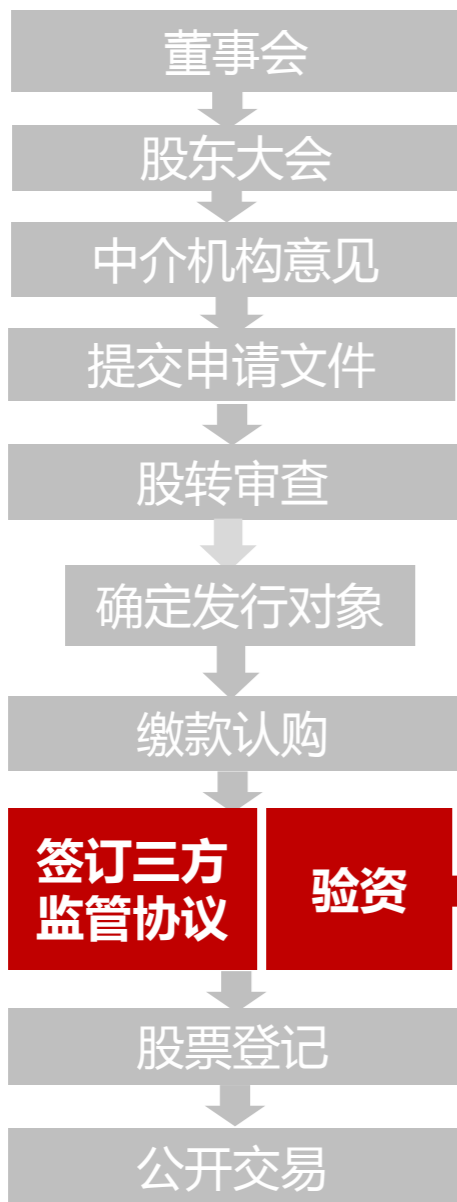 董事会
股东大会
中介机构意见
提交申请文件
股转审查
确定发行对象
缴款认购
签订三方
监管协议
验资
股票登记
公开交易